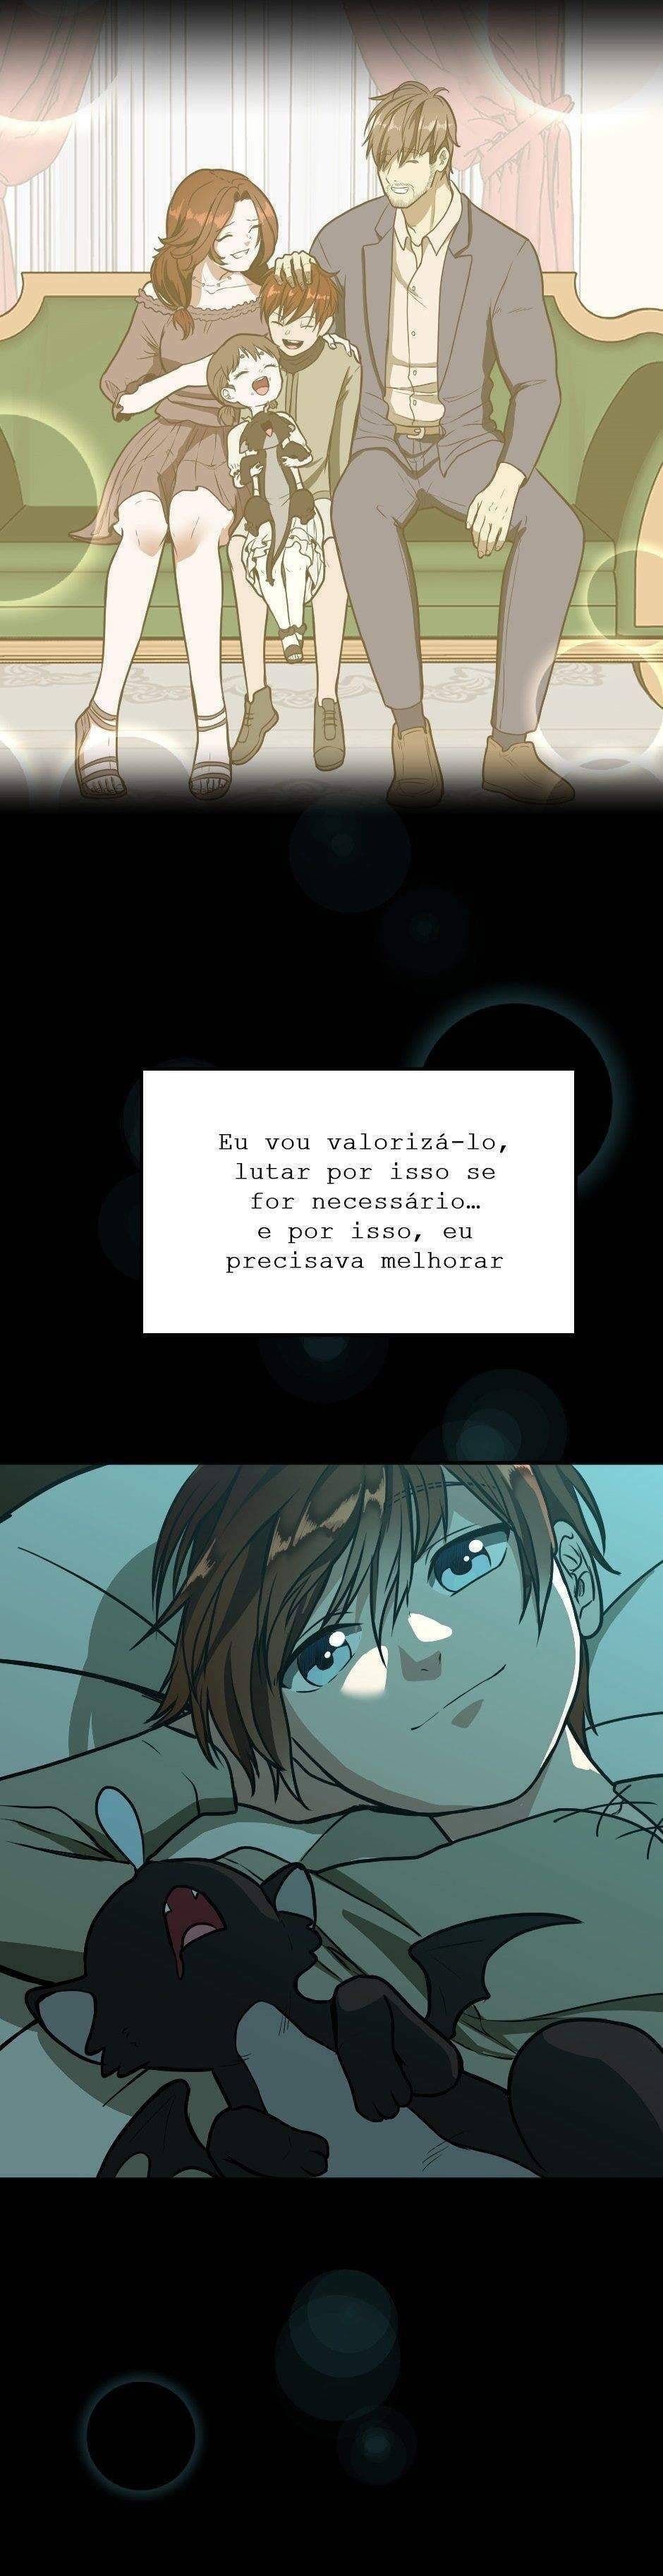 Eu vou valorizá-lo,
lutar por isso se
for necessário…
e por isso, eu
precisava melhorar